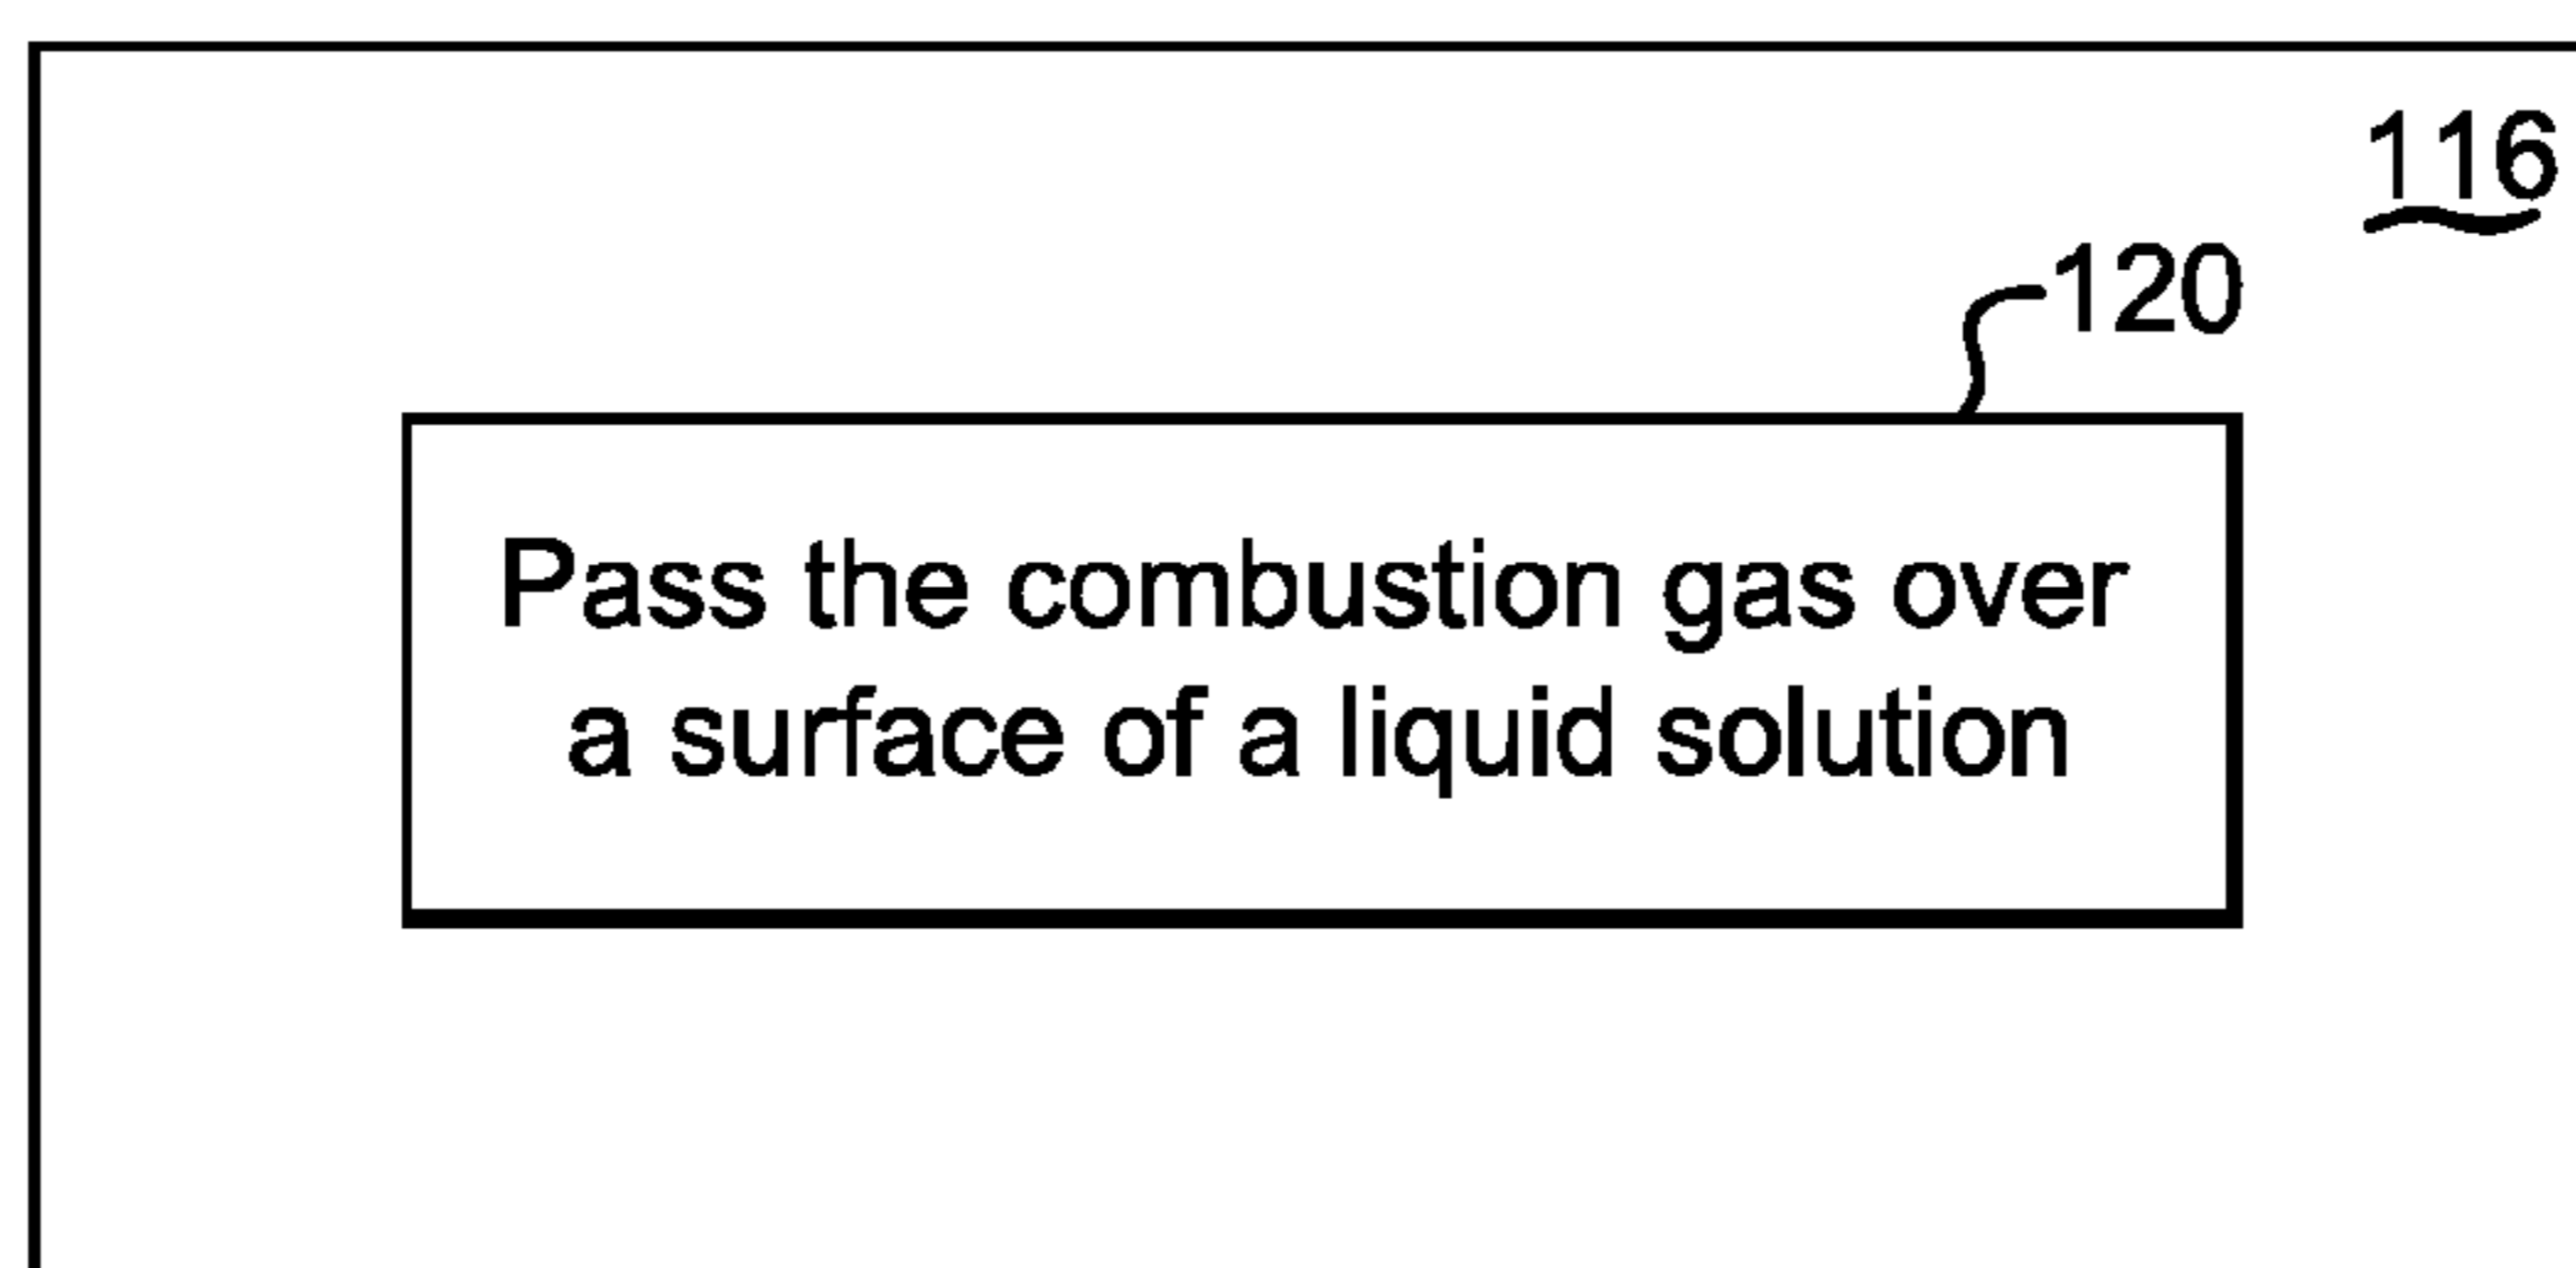 116
120
Pass the combustion gas over
a surface of a liquid solution